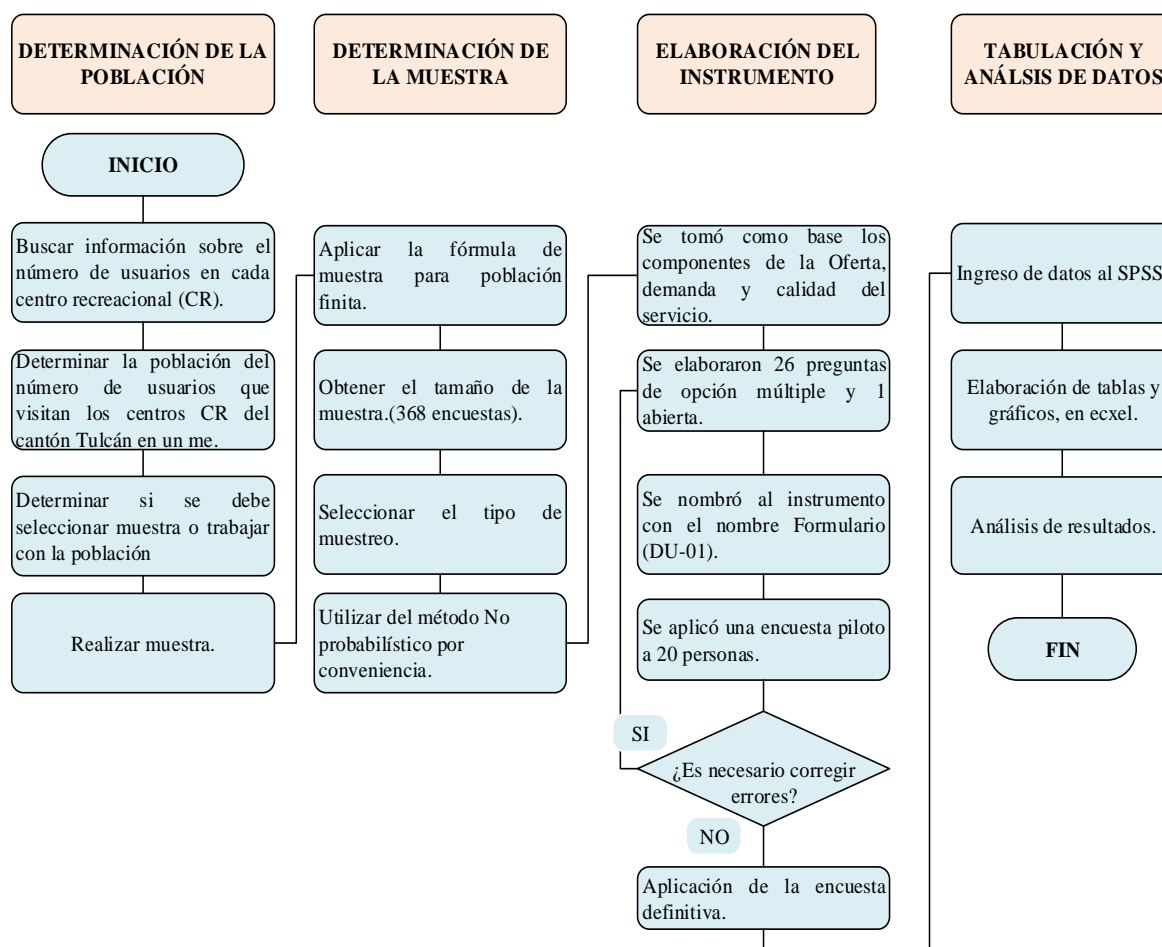 DETERMINACIÓN DE LA
POBLACIÓN
INICIO
Buscar información sobre el
número de usuarios en cada
centro recreacional (CR).
Determinar la población del
número de usuarios que
visitan los centros CR del
cantón Tulcán en un me.
Determinar si se debe
seleccionar muestra o trabajar
con la población
Realizar muestra.
DETERMINACIÓN DE
LA MUESTRA
Aplicar la fórmula de
muestra para población
finita.
Obtener el tamaño de la
muestra.(368 encuestas).
Seleccionar el tipo de
muestreo.
Utilizar del método No
probabilístico por
conveniencia.
ELABORACIÓN DEL
INSTRUMENTO
Se tomó como base los
componentes de la Oferta,
demanda y calidad del
servicio.
Se elaboraron 26 preguntas
de opción múltiple y 1
abierta.
Se nombró al instrumento
con el nombre Formulario
(DU-01).
Se aplicó una encuesta piloto
a 20 personas.
SI
¿Es necesario corregir
errores?
NO
Aplicación de la encuesta
definitiva.
TABULACIÓN Y
ANÁLSIS DE DATOS
Ingreso de datos al SPSS
Elaboración de tablas y
gráficos, en ecxel.
Análisis de resultados.
FIN